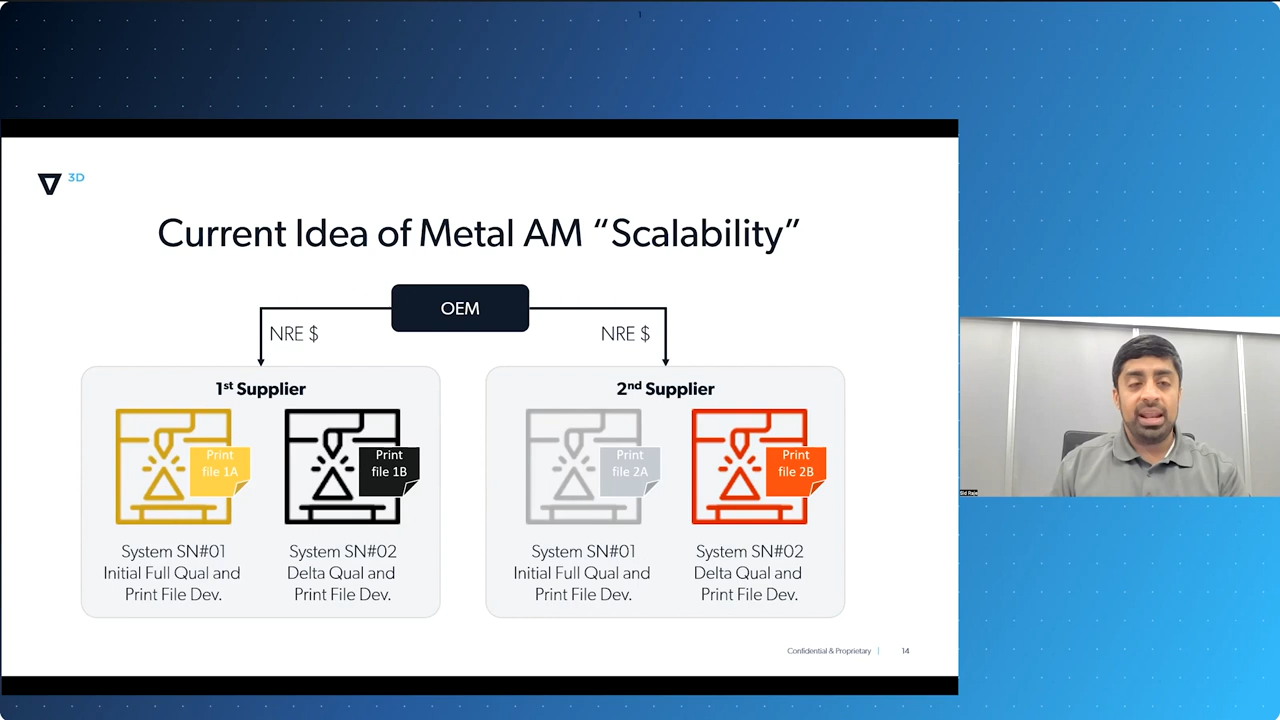 1
3D
Current Idea of Metal AM “Scalability”
OEM
NRE $
NRE $
1st Supplier
Print
file 1A
Print
file 1B
System SN#01
Initial Full Qual and
Print File Dev.
System SN#02
Delta Qual and
Print File Dev.
2nd Supplier
Print
file 2A
Print
file 2B
System SN#01
Initial Full Qual and
Print File Dev.
System SN#02
Delta Qual and
Print File Dev.
Confidential & Proprietary | 14
Sid Raje